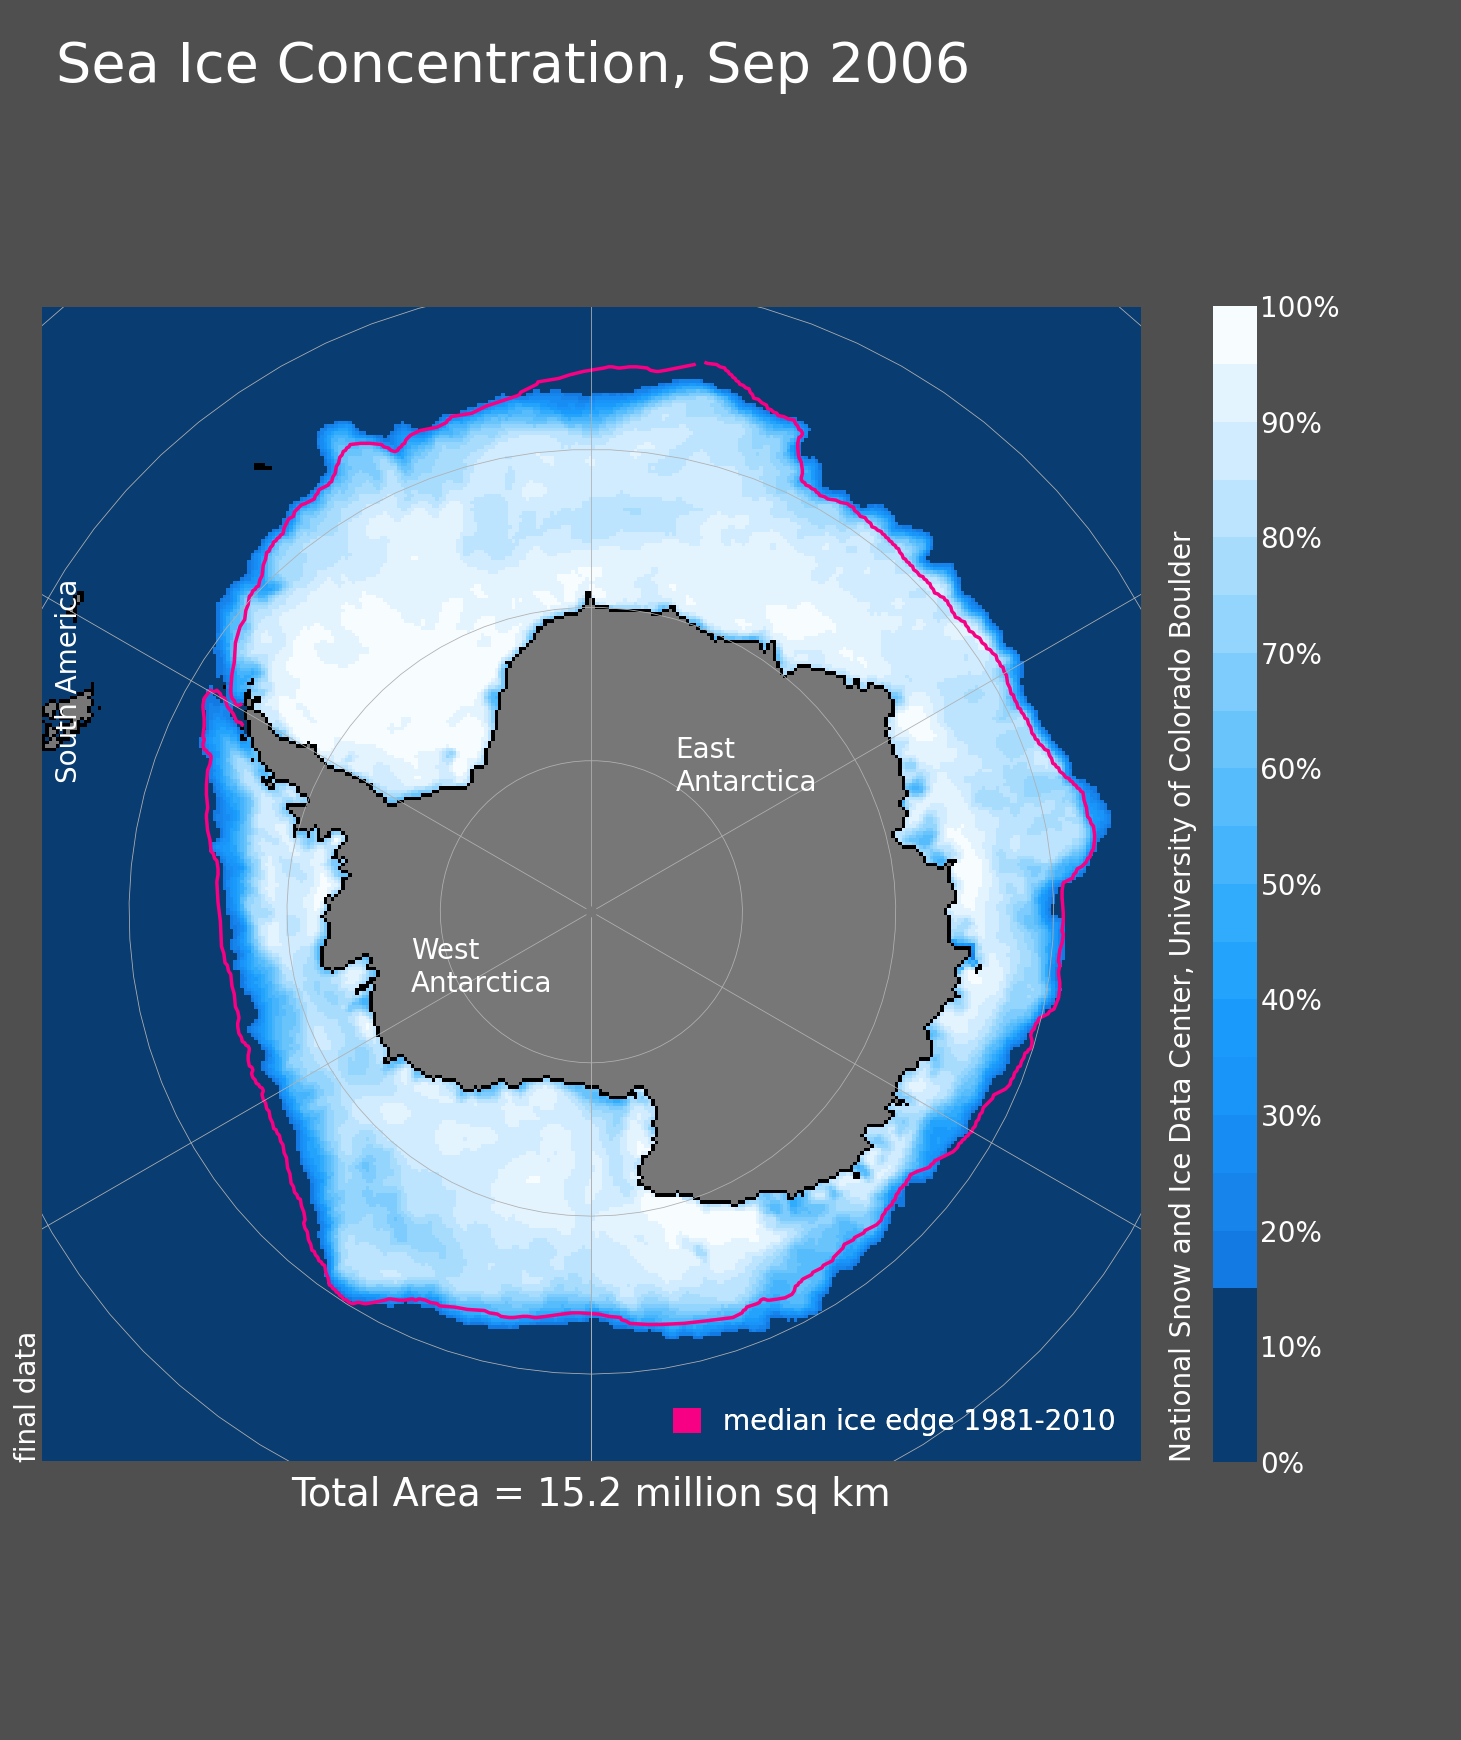 Sea Ice Concentration, Sep 2006
South America
East
Antarctica
West
Antarctica
median ice edge 1981-2010
final data
Total Area = 15.2 million sq km
National Snow and Ice Data Center, University of Colorado Boulder
100%
90%
80%
70%
60%
50%
40%
30%
20%
10%
0%